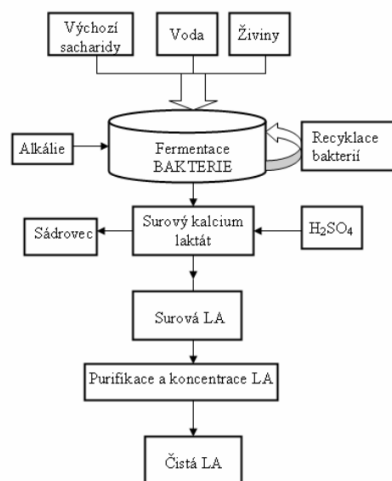 Výchozí
sacharidy
Voda
Živiny
Alkálie
Fermentace
BAKTERIE
Recyklace
bakterií
Sádrovec
Surový kalcium
laktát
H₂SO₄
Surová LA
Purifikace a koncentrace LA
Čistá LA